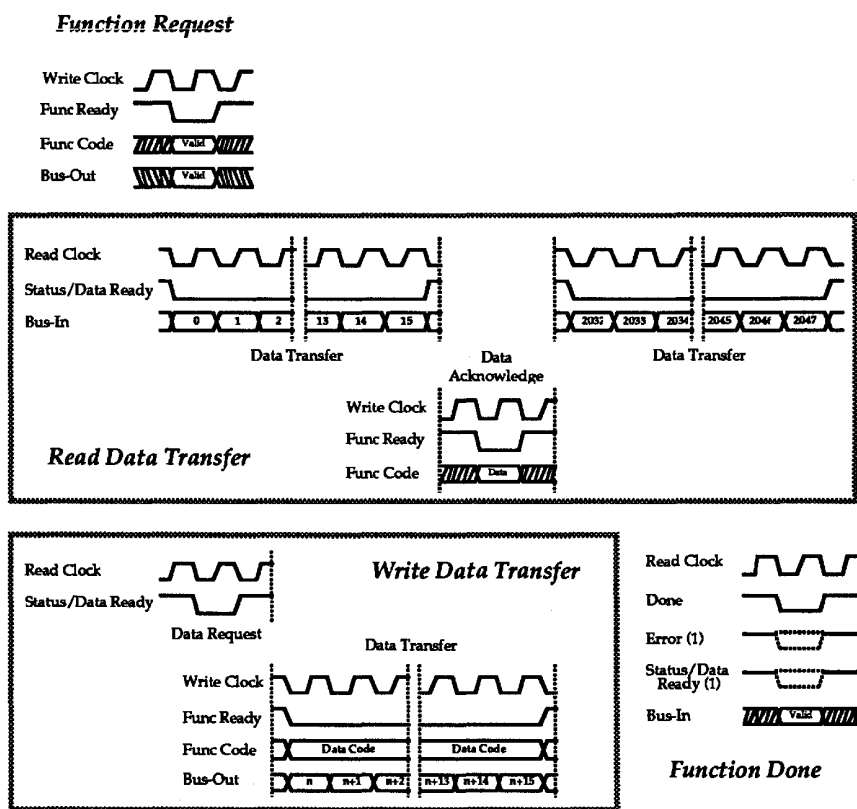 Function Request
Write Clock
Func Ready
Func Code Valid
Bus-Out Valid
Read Clock
Status/Data Ready
Bus-In 0 1 2 13 14 15 2032 2033 2034 2045 2046 2047
Data Transfer Data Acknowledge Data Transfer
Write Clock
Func Ready
Func Code Data
Read Data Transfer
Read Clock
Status/Data Ready
Data Request
Write Data Transfer
Data Transfer
Write Clock
Func Ready
Func Code Data Code Data Code
Bus-Out n n+1 n+2 n+13 n+14 n+15
Read Clock
Done
Error (1)
Status/Data
Ready (1)
Bus-In Valid
Function Done